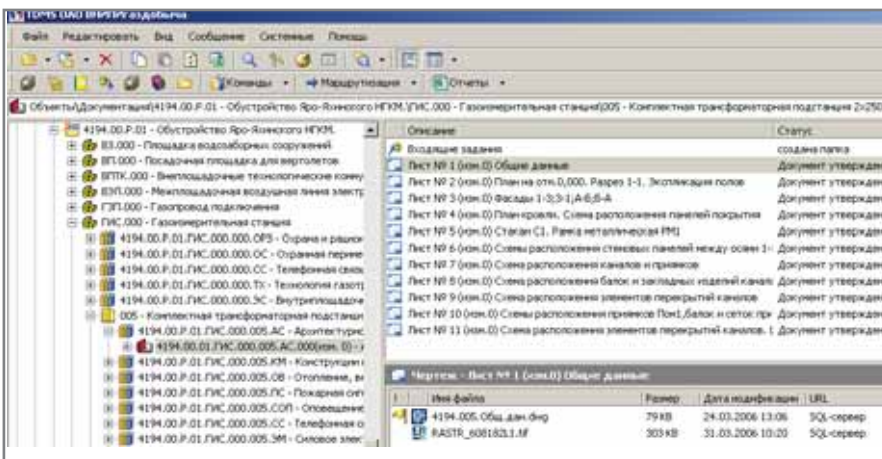 TDMS ОАО ВНИПИгаздобыча
Файл Редактировать Вид Сообщение Системные Помощь
Команды Маршрутизация Отчеты
Объекты\Документация\4194.00.Р.01 - Обустройство Яро-Яхинского НГКМ.\ГИС.000 - Газоизмерительная станция\005 - Комплектная трансформаторная подстанция 2х250
4194.00.Р.01 - Обустройство Яро-Яхинского НГКМ.
ВЗ.000 - Площадка водозаборных сооружений
ВП.000 - Посадочная площадка для вертолетов
ВПТК.000 - Внеплощадочные технологические комму
ВЭЛ.000 - Межплощадочная воздушная линия электр
ГЗП.000 - Газопровод подключения
ГИС.000 - Газоизмерительная станция
4194.00.Р.01.ГИС.000.000.ОРЗ - Охрана и рацион
4194.00.Р.01.ГИС.000.000.ОС - Охранная периме
4194.00.Р.01.ГИС.000.000.СС - Телефонная связь
4194.00.Р.01.ГИС.000.000.ТХ - Технология газотр
4194.00.Р.01.ГИС.000.000.ЭС - Внутриплощадочн
005 - Комплектная трансформаторная подстанци
4194.00.Р.01.ГИС.000.005.АС - Архитектурно
4194.00.01.ГИС.000.005.АС.000(изм. 0) -
4194.00.Р.01.ГИС.000.005.КМ - Конструкции
4194.00.Р.01.ГИС.000.005.ОВ - Отопление, ве
4194.00.Р.01.ГИС.000.005.ПС - Пожарная сиг
4194.00.Р.01.ГИС.000.005.СОП - Оповещение
4194.00.Р.01.ГИС.000.005.СС - Телефонная с
4194.00.Р.01.ГИС.000.005.ЭМ - Силовое элек
Описание Статус
Входящие задания создана папка
Лист № 1 (изм.0) Общие данные Документ утвержден
Лист № 2 (изм.0) План на отм.0,000. Разрез 1-1. Экспликация полов Документ утвержден
Лист № 3 (изм.0) Фасады 1-3;3-1;А-Б;Б-А Документ утвержден
Лист № 4 (изм.0) План кровли. Схема расположения панелей покрытия Документ утвержден
Лист № 5 (изм.0) Стакан С1. Рамка металлическая РМ1 Документ утвержден
Лист № 6 (изм.0) Схемы расположения стеновых панелей между осями 1- Документ утвержден
Лист № 7 (изм.0) Схема расположения каналов и приямков Документ утвержден
Лист № 8 (изм.0) Схема расположения балок и закладных изделий канало Документ утвержден
Лист № 9 (изм.0) Схема расположения элементов перекрытий каналов Документ утвержден
Лист № 10 (изм.0) Схемы расположения приямков Пом1,балок и сеток при Документ утвержден
Лист № 11 (изм.0) Схема расположения элементов перекрытий каналов. Документ утвержден
Чертеж - Лист № 1 (изм.0) Общие данные
! Имя файла Размер Дата модификации URL
4194.005.Общ.дан.dwg 79 KB 24.03.2006 13:06 SQL-сервер
RASTR_608182L1.tif 303 KB 31.03.2006 10:20 SQL-сервер